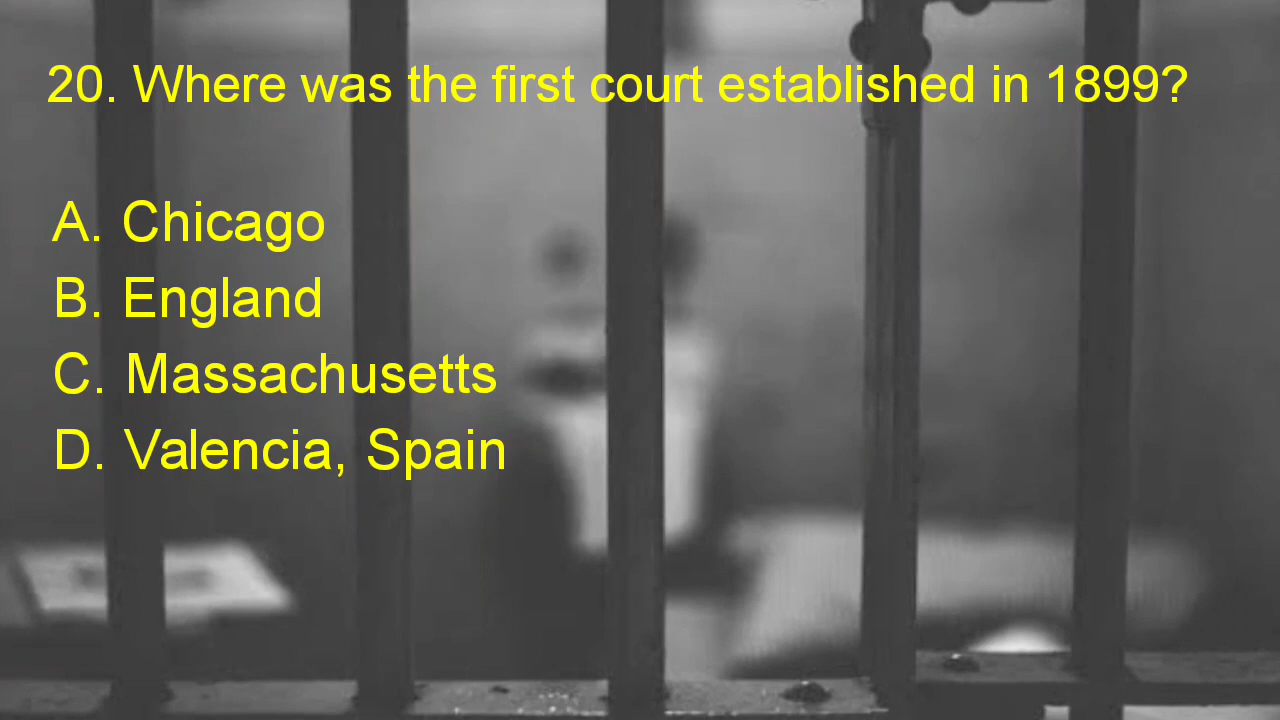 20. Where was the first court established in 1899?
A. Chicago
B. England
C. Massachusetts
D. Valencia, Spain